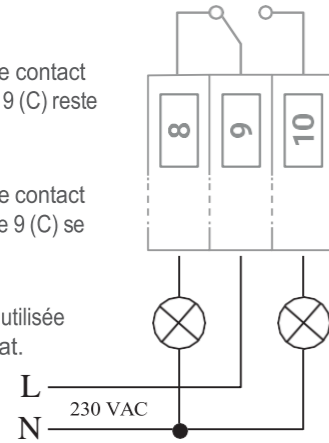 e contact
9 (C) reste
e contact
e 9 (C) se
utilisée
at.
8
9
10
L
230 VAC
N